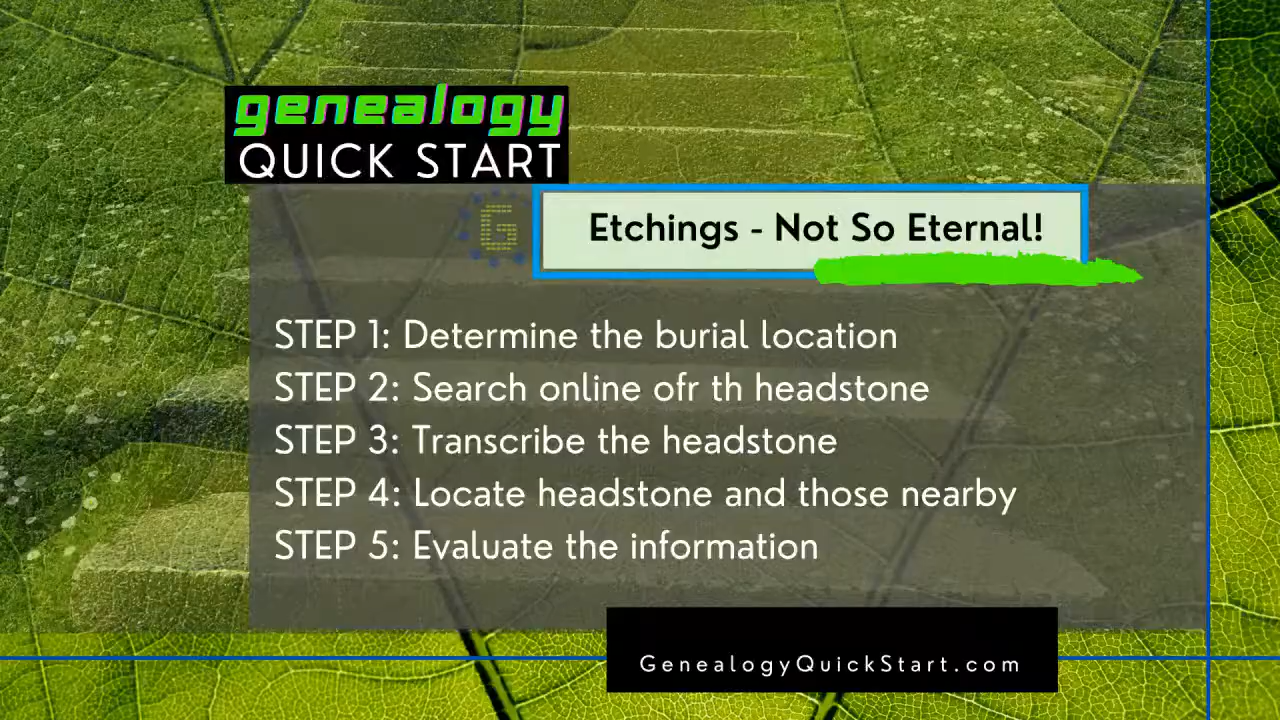 genealogy
QUICK START
G
Etchings - Not So Eternal!
STEP 1: Determine the burial location
STEP 2: Search online ofr th headstone
STEP 3: Transcribe the headstone
STEP 4: Locate headstone and those nearby
STEP 5: Evaluate the information
GenealogyQuickStart.com